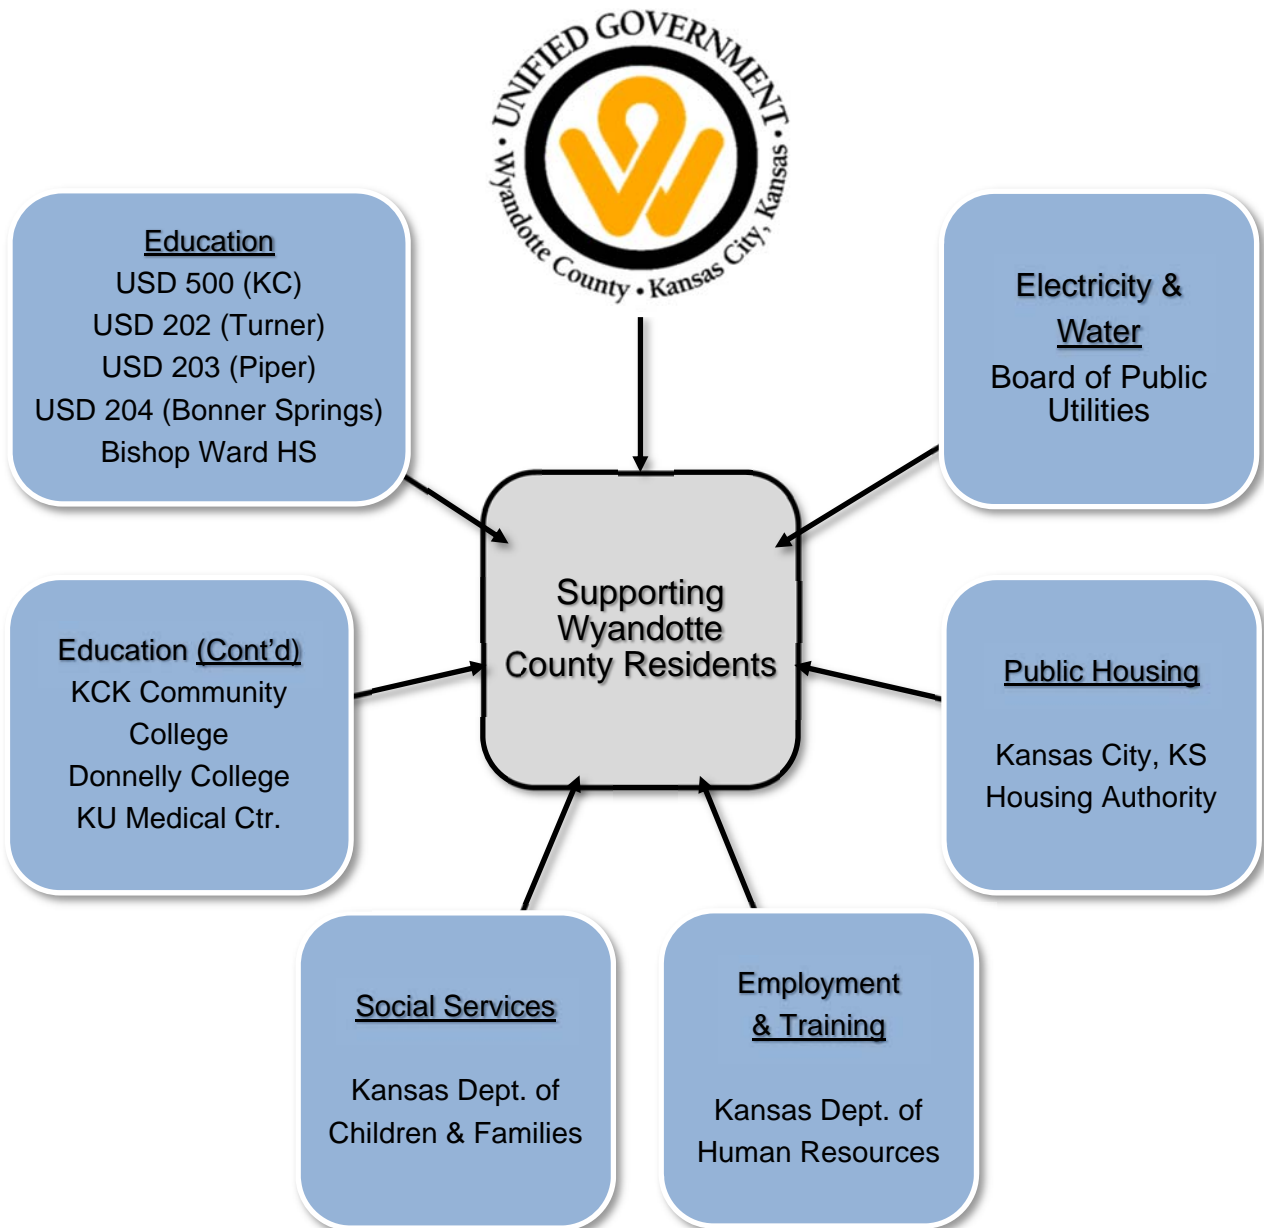 • UNIFIED GOVERNMENT •
Wyandotte County • Kansas City, Kansas
Education
USD 500 (KC)
USD 202 (Turner)
USD 203 (Piper)
USD 204 (Bonner Springs)
Bishop Ward HS
Electricity &
Water
Board of Public
Utilities
Supporting
Wyandotte
County Residents
Education (Cont’d)
KCK Community
College
Donnelly College
KU Medical Ctr.
Public Housing
Kansas City, KS
Housing Authority
Social Services
Kansas Dept. of
Children & Families
Employment
& Training
Kansas Dept. of
Human Resources